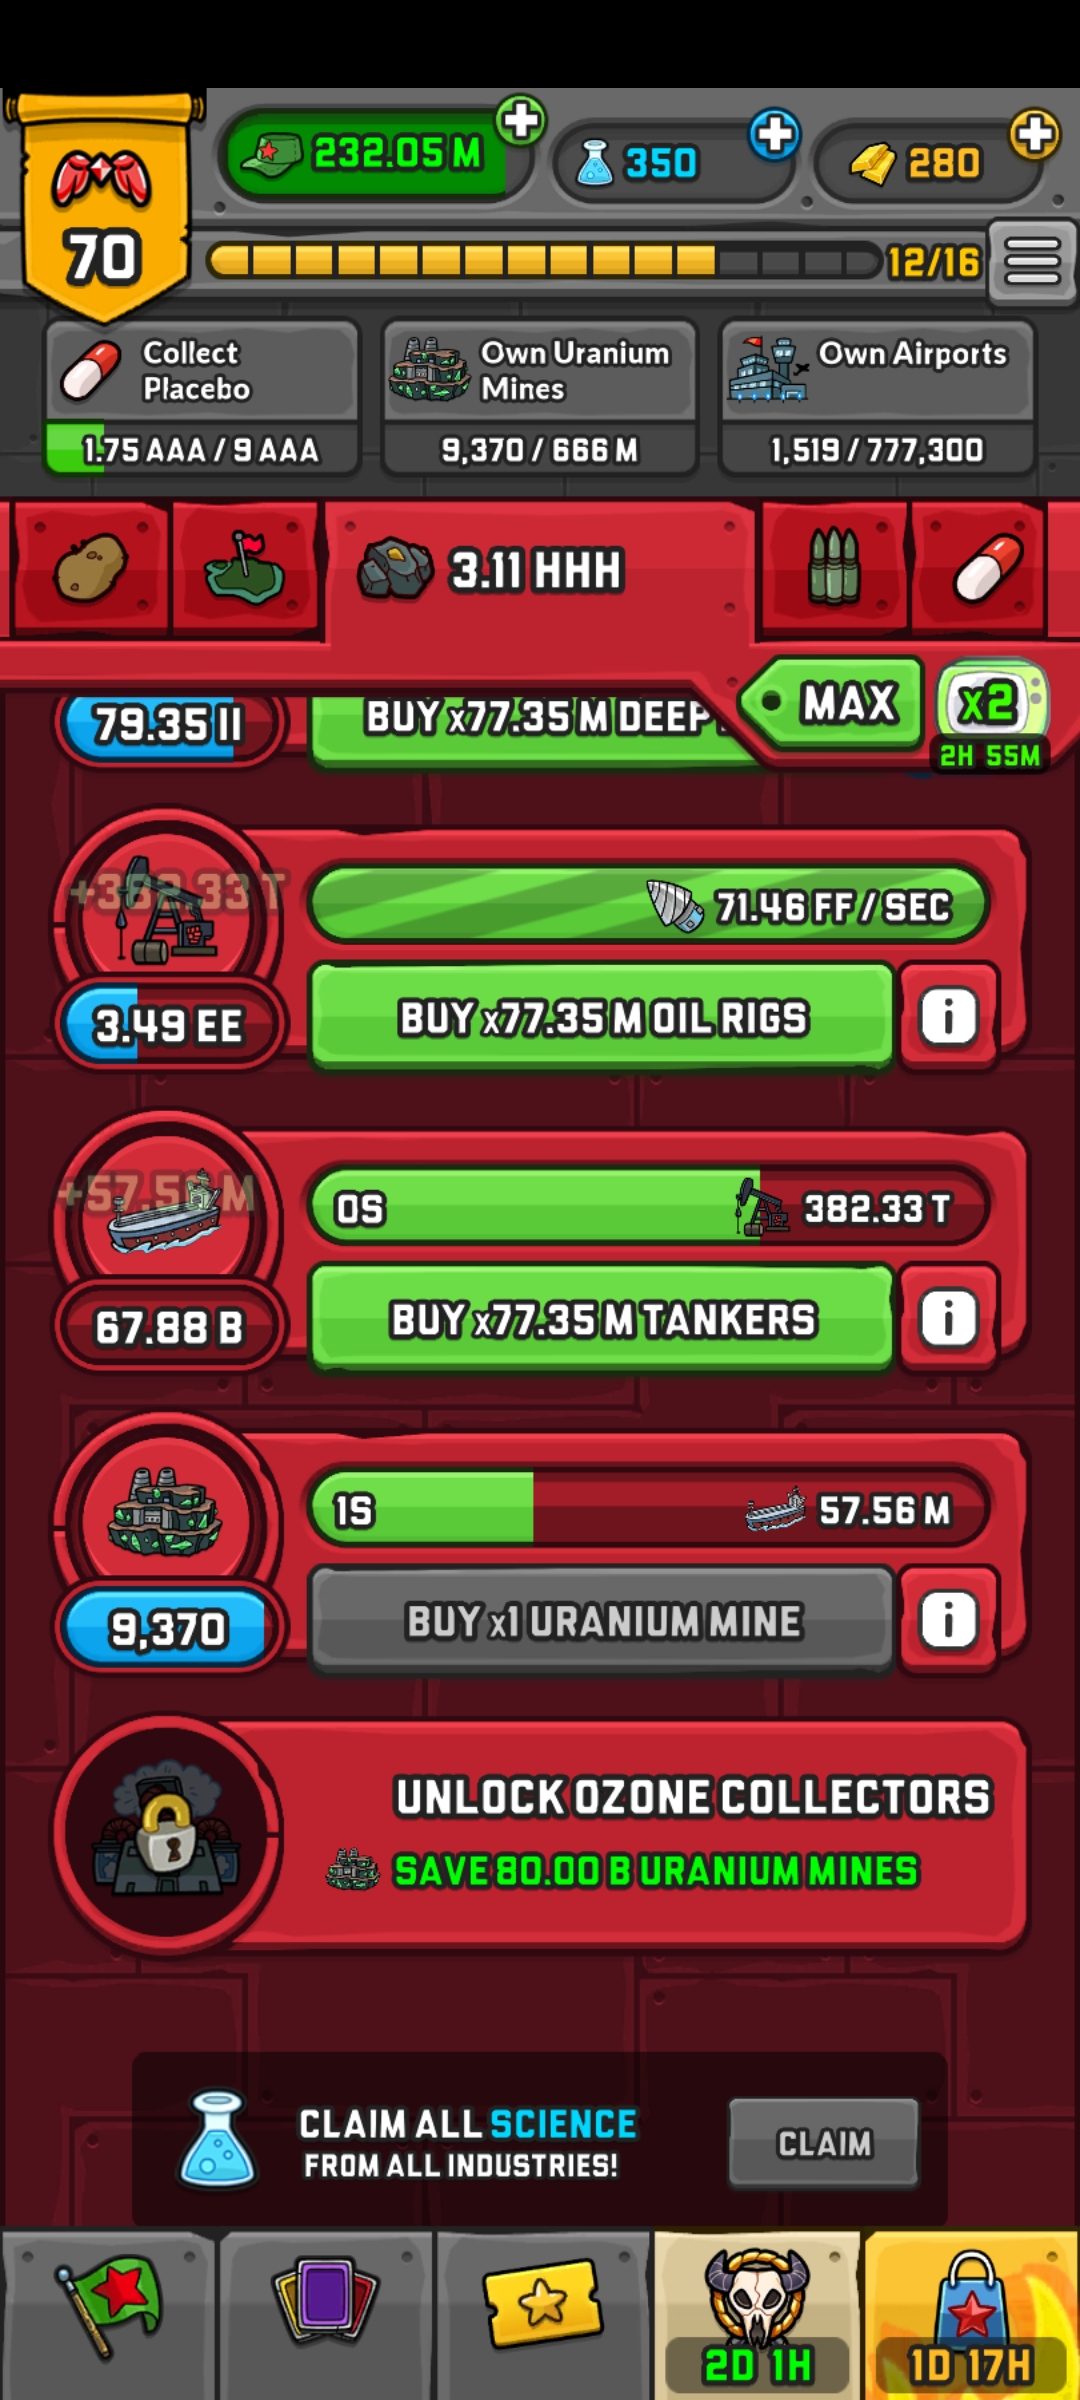 232.05 M
350
280
70
12/16
Collect
Placebo
1.75 AAA / 9 AAA
Own Uranium
Mines
9,370 / 666 M
Own Airports
1,519 / 777,300
3.11 HHH
MAX
x2
2H 55M
79.35 II
BUY x77.35 M DEEP
+382.33 T
71.46 FF / SEC
3.49 EE
BUY x77.35 M OIL RIGS
i
+57.56 M
0S
382.33 T
67.88 B
BUY x77.35 M TANKERS
i
1S
57.56 M
9,370
BUY x1 URANIUM MINE
i
UNLOCK OZONE COLLECTORS
SAVE 80.00 B URANIUM MINES
CLAIM ALL SCIENCE
FROM ALL INDUSTRIES!
CLAIM
2D 1H
1D 17H